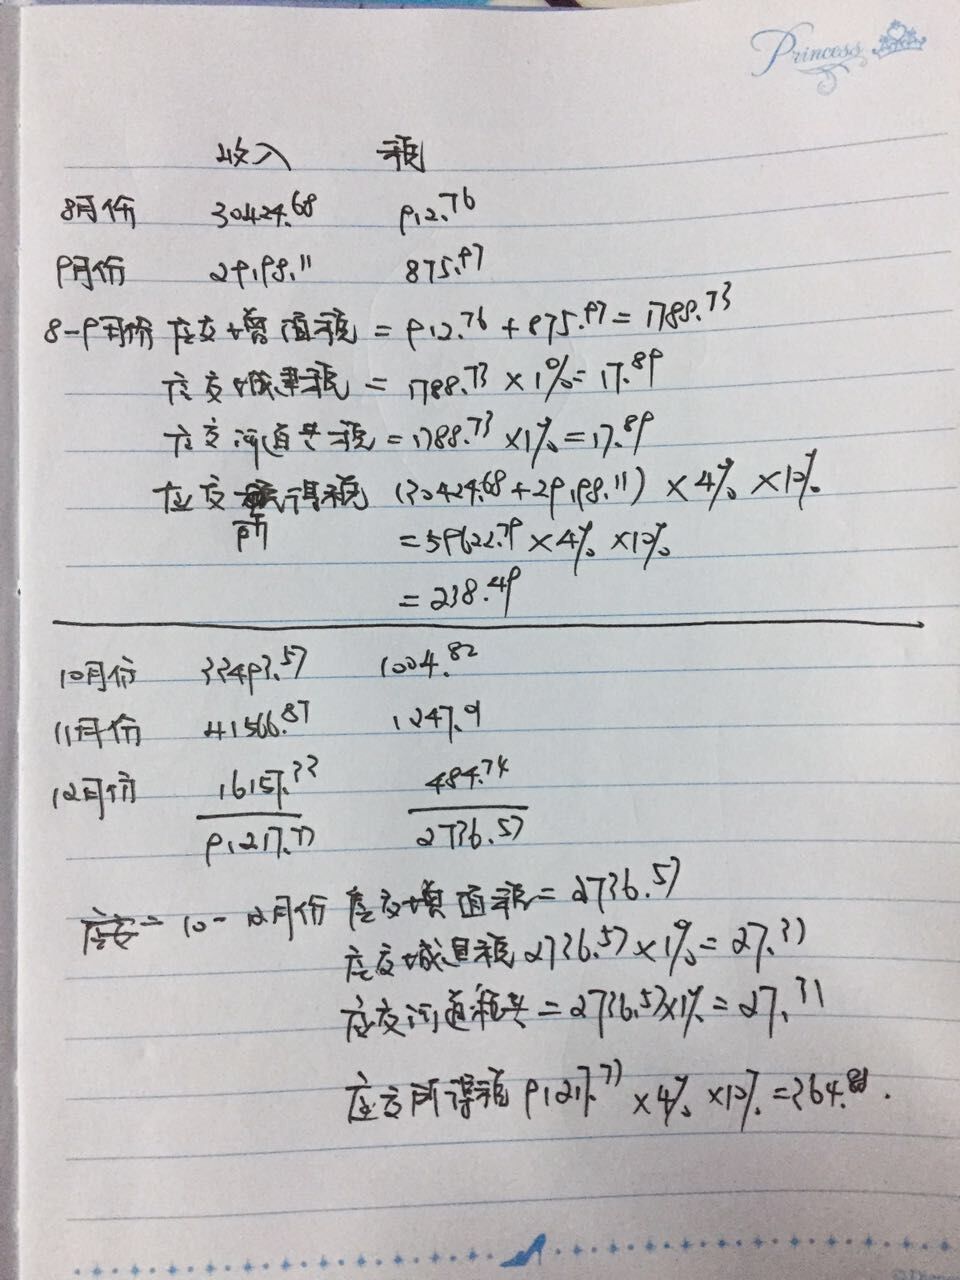 Princess
收入 税
8月份 30424.68 912.76
9月份 29198.11 875.97
8-9月份 应交增值税 = 912.76 + 875.97 = 1788.73
应交城建税 = 1788.73 × 1% = 17.89
应交河道费税 = 1788.73 × 1% = 17.89
应交所得税 (30424.68 + 29198.11) × 4% × 10%
= 59622.79 × 4% × 10%
= 238.49
10月份 33493.57 1004.82
11月份 41566.87 1247.01
12月份 16157.33 484.74
91217.77 2736.57
应交 = 10-12月份 应交增值税 = 2736.57
应交城建税 2736.57 × 1% = 27.37
应交河道税费 = 2736.57 × 1% = 27.37
应交所得税 91217.77 × 4% × 10% = 364.87.